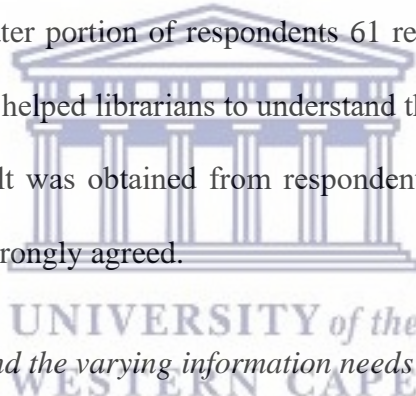 ter portion of respondents 61 re
helped librarians to understand th
lt was obtained from respondent
rongly agreed.
UNIVERSITY of the
nd the varying information needs
WESTERN CAPE